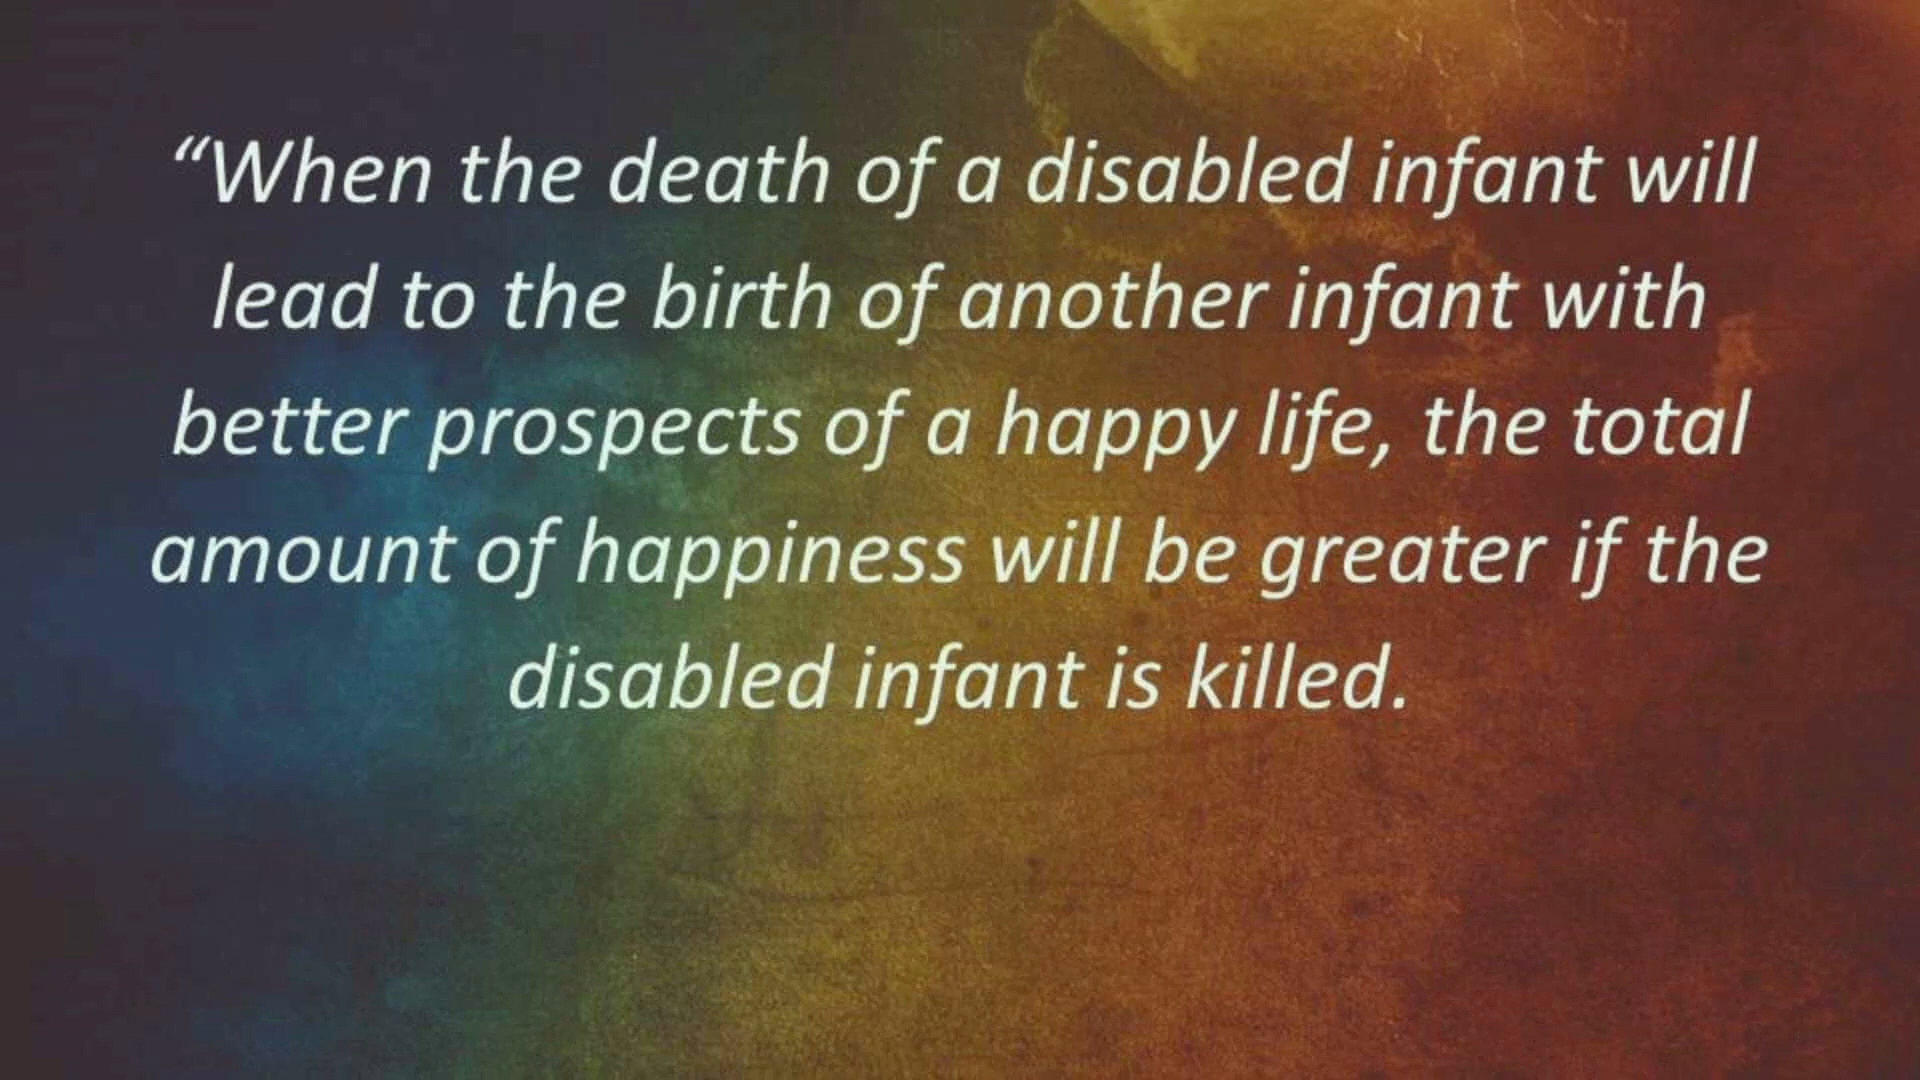 “When the death of a disabled infant will
lead to the birth of another infant with
better prospects of a happy life, the total
amount of happiness will be greater if the
disabled infant is killed.